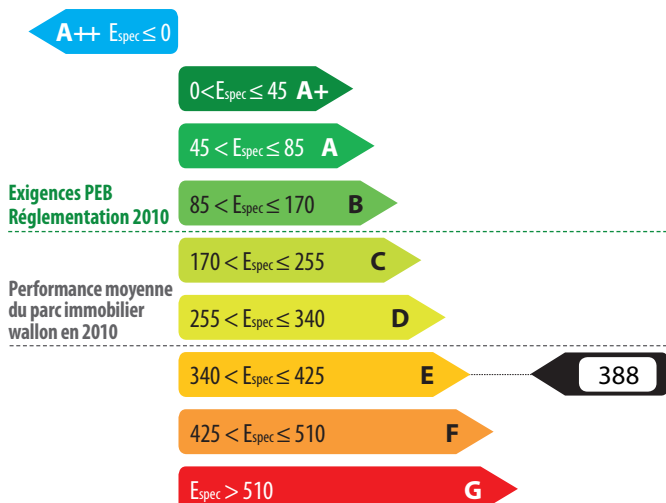 A++ Espec ≤ 0
0<Espec ≤ 45 A+
45 < Espec ≤ 85 A
Exigences PEB
Réglementation 2010
85 < Espec ≤ 170 B
170 < Espec ≤ 255 C
Performance moyenne
du parc immobilier
wallon en 2010
255 < Espec ≤ 340 D
340 < Espec ≤ 425 E 388
425 < Espec ≤ 510 F
Espec > 510 G